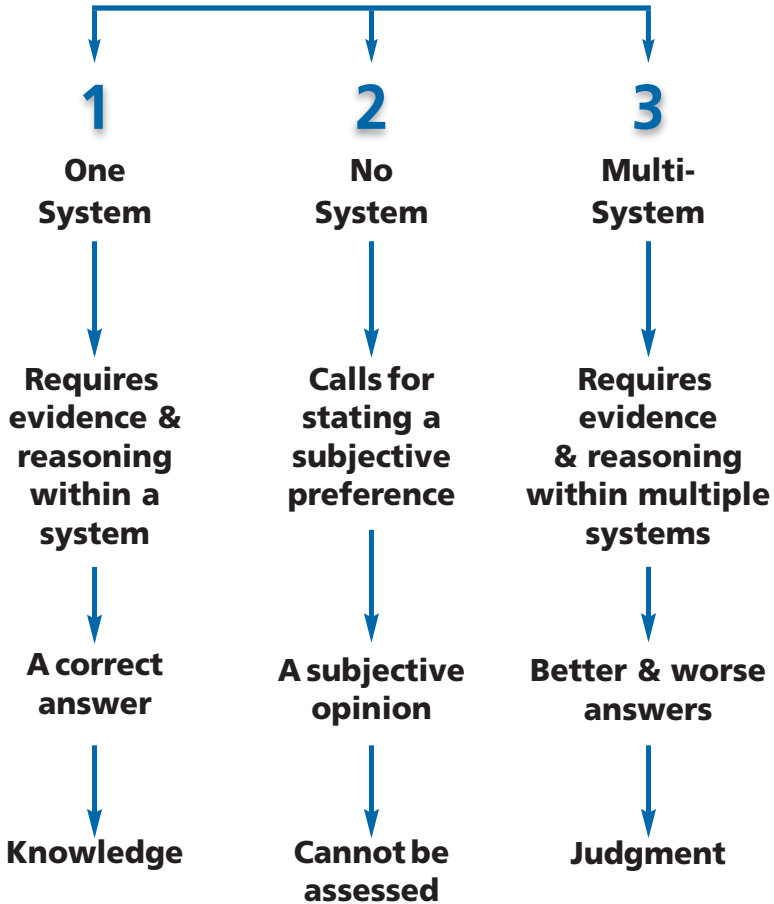 1
One
System
Requires
evidence &
reasoning
within a
system
A correct
answer
Knowledge
2
No
System
Calls for
stating a
subjective
preference
A subjective
opinion
Cannot be
assessed
3
Multi-
System
Requires
evidence
& reasoning
within multiple
systems
Better & worse
answers
Judgment